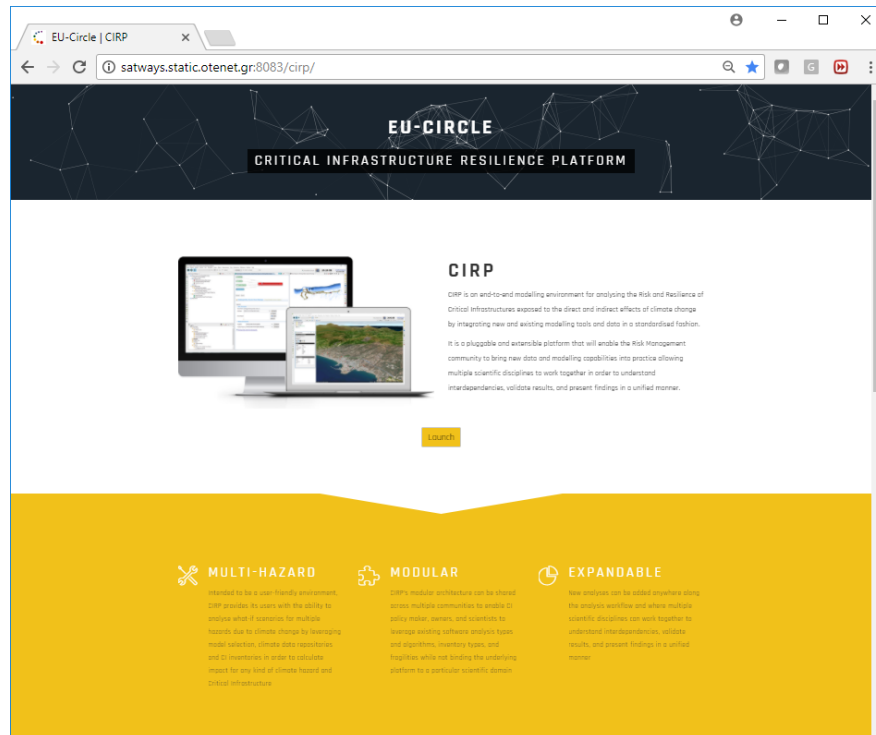 EU-Circle | CIRP
satways.static.otenet.gr:8083/cirp/
G
EU-CIRCLE
CRITICAL INFRASTRUCTURE RESILIENCE PLATFORM
CIRP
CIRP is an end-to-end modelling environment for analysing the Risk and Resilience of
Critical Infrastructures exposed to the direct and indirect effects of climate change
by integrating new and existing modelling tools and data in a standardised fashion.
It is a pluggable and extensible platform that will enable the Risk Management
community to bring new data and modelling capabilities into practice allowing
multiple scientific disciplines to work together in order to understand
interdependencies, validate results, and present findings in a unified manner.
Launch
MULTI-HAZARD
Intended to be a user-friendly environment,
CIRP provides its users with the ability to
analyse what if scenarios for multiple
hazards due to climate change by leveraging
model selection, climate data repositories
and CI inventories in order to calculate
impact for any kind of climate hazard and
Critical Infrastructure
MODULAR
CIRP's modular architecture can be shared
across multiple communities to enable CI
policy maker, owners, and scientists to
leverage existing software analysis types
and algorithms, inventory types, and
fragilities while not binding the underlying
platform to a particular scientific domain
EXPANDABLE
New analyses can be added anywhere along
the analysis workflow and where multiple
scientific disciplines can work together to
understand interdependencies, validate
results, and present findings in a unified
manner